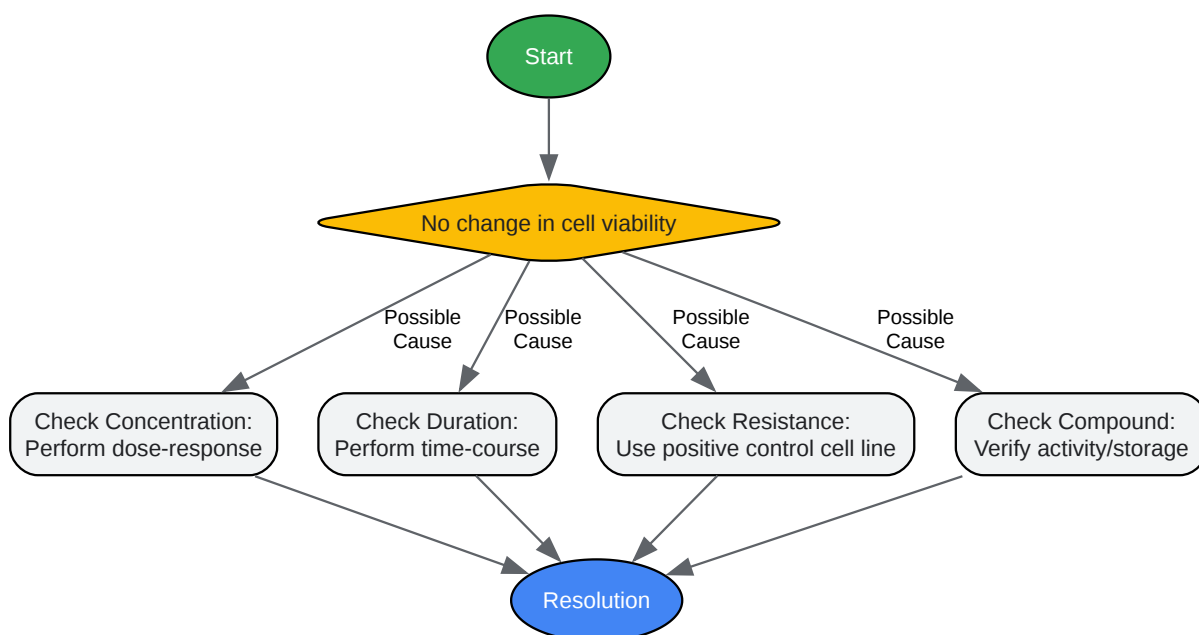 Start
No change in cell viability
Possible
Cause
Possible
Cause
Possible
Cause
Possible
Cause
Check Concentration:
Perform dose-response
Check Duration:
Perform time-course
Check Resistance:
Use positive control cell line
Check Compound:
Verify activity/storage
Resolution